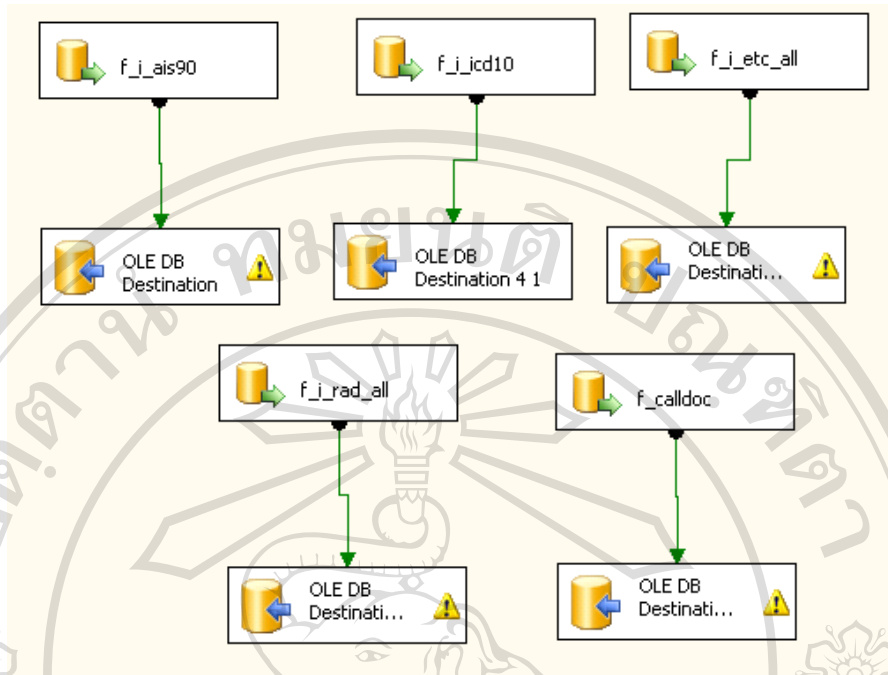 f_i_ais90
f_i_icd10
f_i_etc_all
OLE DB
Destination
OLE DB
Destination 4 1
OLE DB
Destinati...
f_i_rad_all
f_calldoc
OLE DB
Destinati...
OLE DB
Destinati...